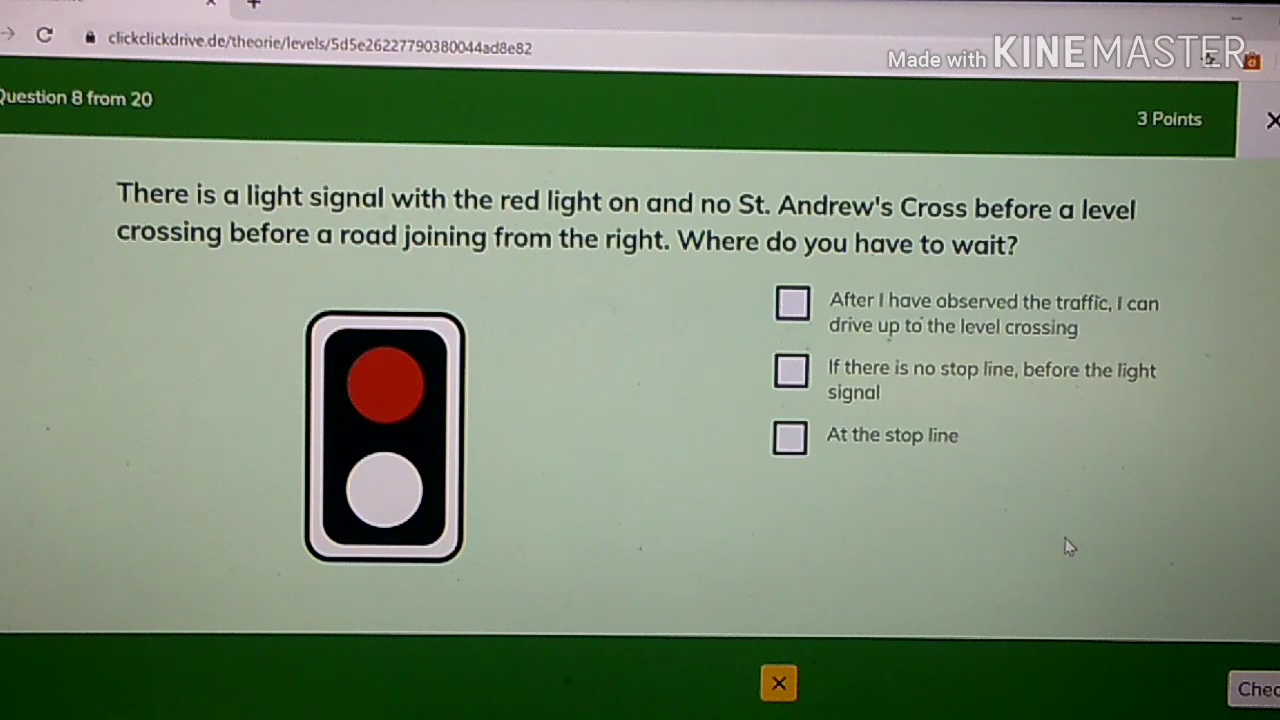 clickclickdrive.de/theorie/levels/5d5e26227790380044ad8e82
Made with KINEMASTER
Question 8 from 20
3 Points
There is a light signal with the red light on and no St. Andrew's Cross before a level
crossing before a road joining from the right. Where do you have to wait?
After I have observed the traffic, I can
drive up to the level crossing
If there is no stop line, before the light
signal
At the stop line
Chec